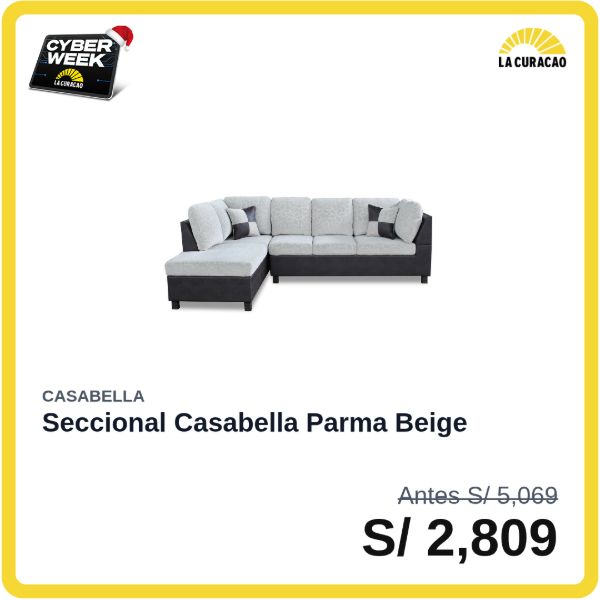 CYBER
WEEK
LA CURACAO
LA CURACAO
CASABELLA
Seccional Casabella Parma Beige
Antes S/ 5,069
S/ 2,809